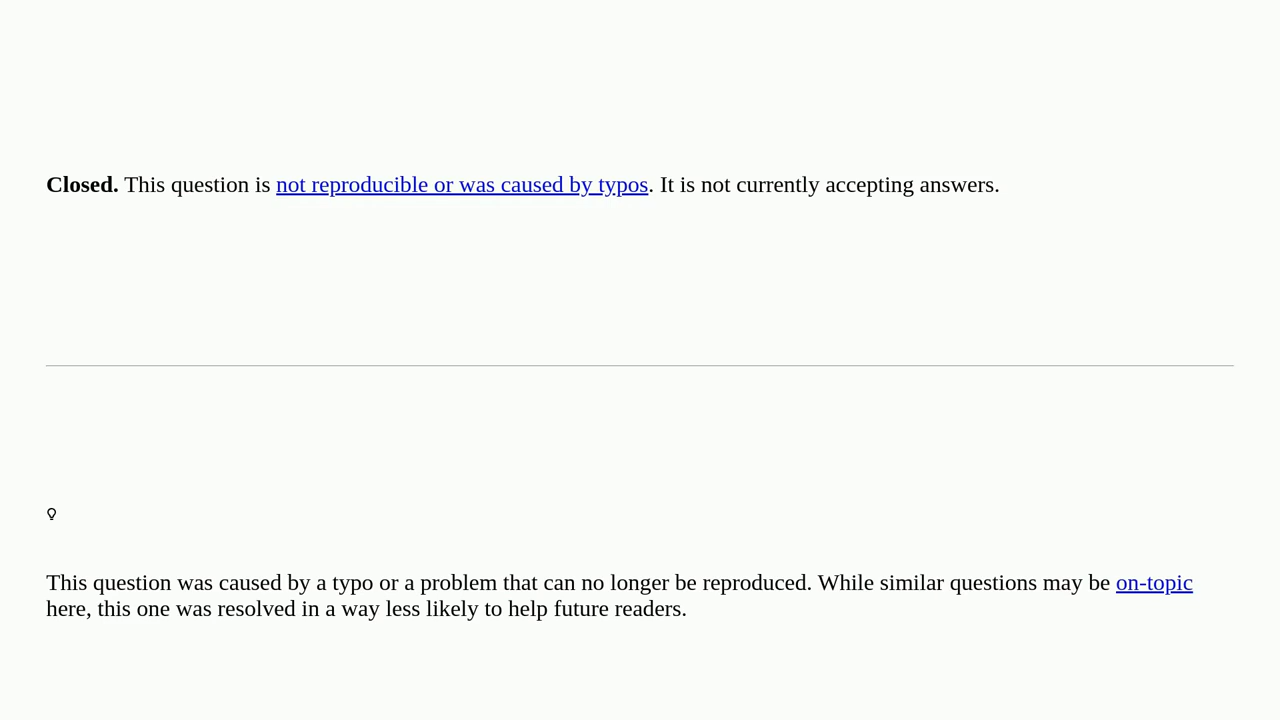 Closed. This question is not reproducible or was caused by typos. It is not currently accepting answers.
This question was caused by a typo or a problem that can no longer be reproduced. While similar questions may be on-topic
here, this one was resolved in a way less likely to help future readers.